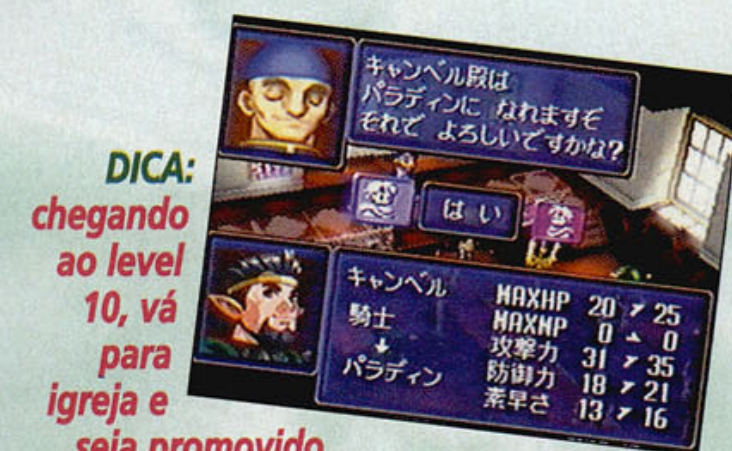 DICA:
chegando
ao level
10, vá
para
igreja e
seja promovido
キャンベル殿は
パラディンに なれますぞ
それで よろしいですかな?
はい
キャンベル
騎士
パラディン
MAXHP 20 25
MAXMP 0 0
攻撃力 31 35
防御力 18 21
素早さ 13 16